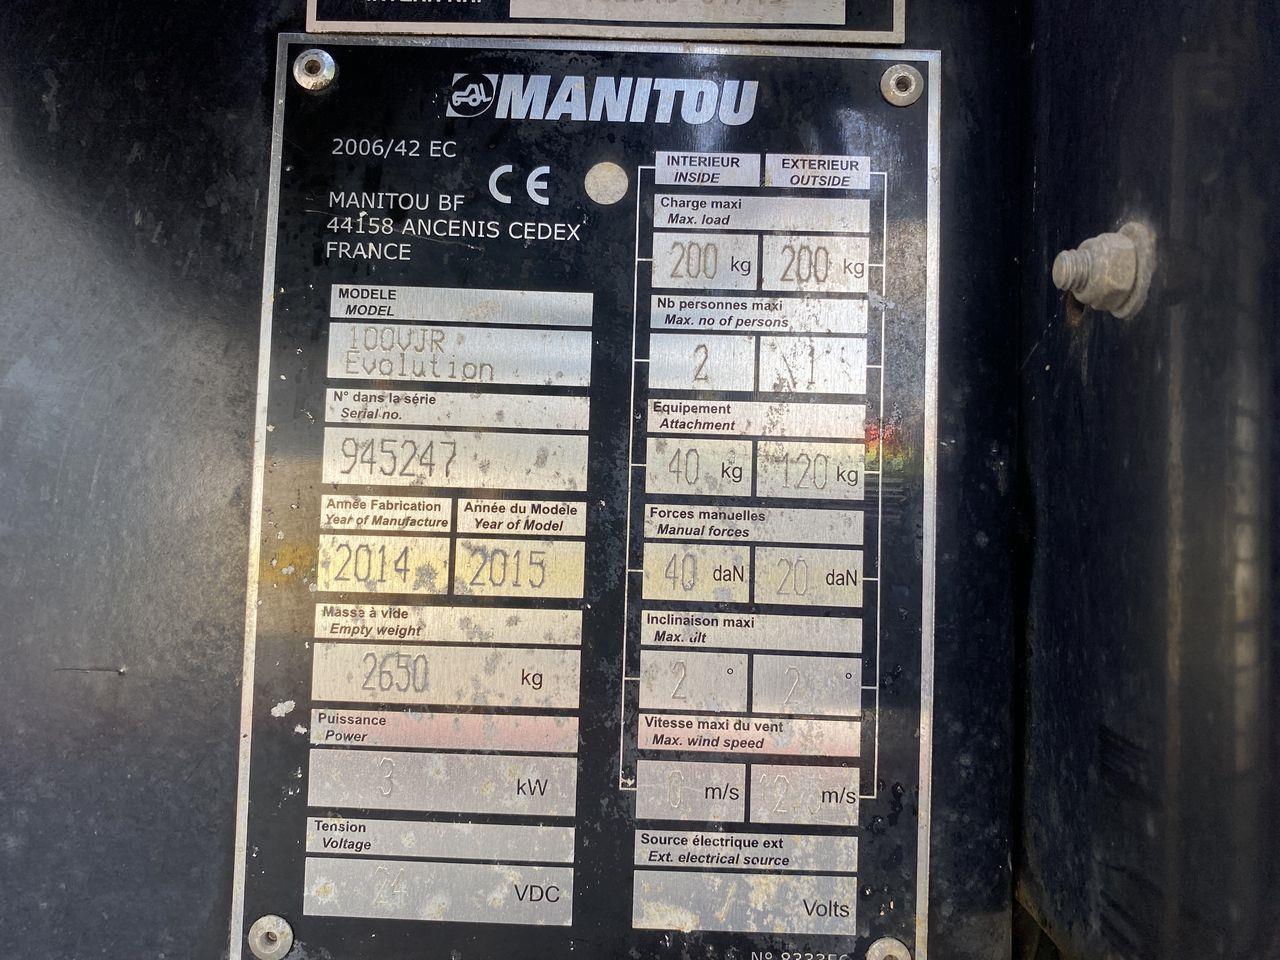 MANITOU
2006/42 EC
CE
MANITOU BF
44158 ANCENIS CEDEX
FRANCE
MODELE
MODEL
100VJR
Evolution
N° dans la série
Serial no.
945247
Année Fabrication
Year of Manufacture
Année du Modele
Year of Model
2014
2015
Masse à vide
Empty weight
2650 kg
Puissance
Power
3 kW
Tension
Voltage
24 VDC
INTERIEUR
INSIDE
EXTERIEUR
OUTSIDE
Charge maxi
Max. load
200 kg
200 kg
Nb personnes maxi
Max. no of persons
2
1
Equipement
Attachment
40 kg
120 kg
Forces manuelles
Manual forces
40 daN
20 daN
Inclinaison maxi
Max. tilt
2 °
2 °
Vitesse maxi du vent
Max. wind speed
0 m/s
m/s
Source électrique ext
Ext. electrical source
Volts